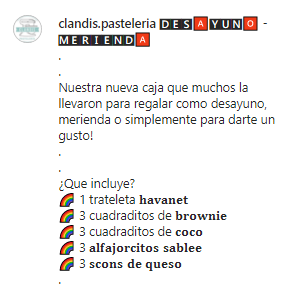 clandis.pasteleria 🅳🅴🆂🅰🆈🆄🅽🅾 -
🅼🅴🆁🅸🅴🅽🅳🅰
.
.
Nuestra nueva caja que muchos la
llevaron para regalar como desayuno,
merienda o simplemente para darte un
gusto!
.
.
¿Que incluye?
🌈 1 trateleta 𝐡𝐚𝐯𝐚𝐧𝐞𝐭
🌈 3 cuadraditos de 𝐛𝐫𝐨𝐰𝐧𝐢𝐞
🌈 3 cuadraditos de 𝐜𝐨𝐜𝐨
🌈 3 𝐚𝐥𝐟𝐚𝐣𝐨𝐫𝐜𝐢𝐭𝐨𝐬 𝐬𝐚𝐛𝐥𝐞𝐞
🌈 3 𝐬𝐜𝐨𝐧𝐬 𝐝𝐞 𝐪𝐮𝐞𝐬𝐨
.